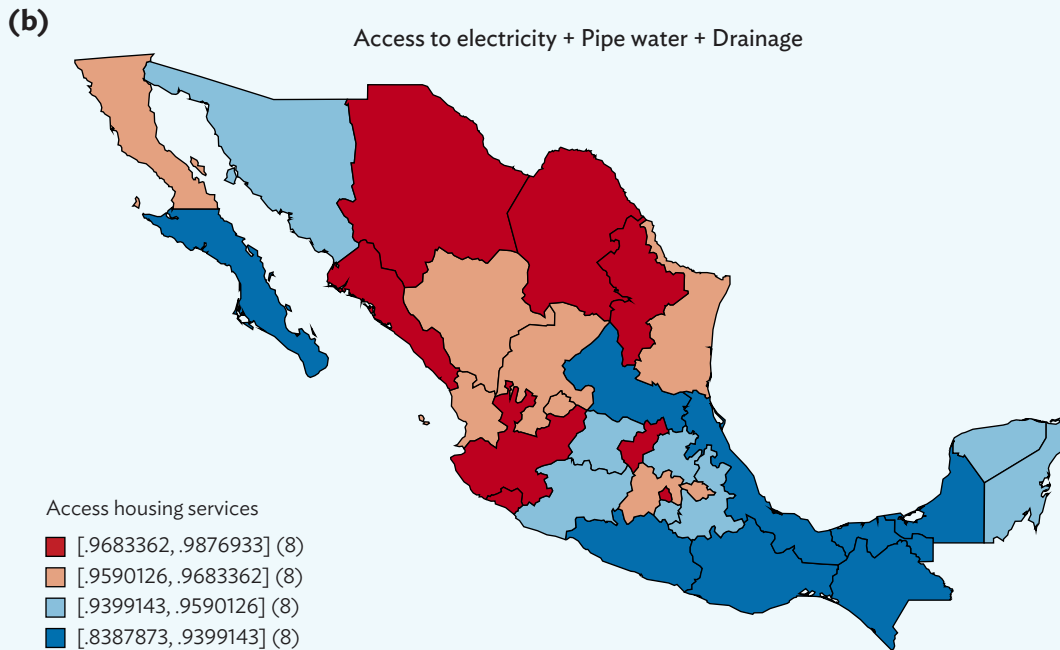 (b)
Access to electricity + Pipe water + Drainage
Access housing services
[.9683362, .9876933] (8)
[.9590126, .9683362] (8)
[.9399143, .9590126] (8)
[.8387873, .9399143] (8)